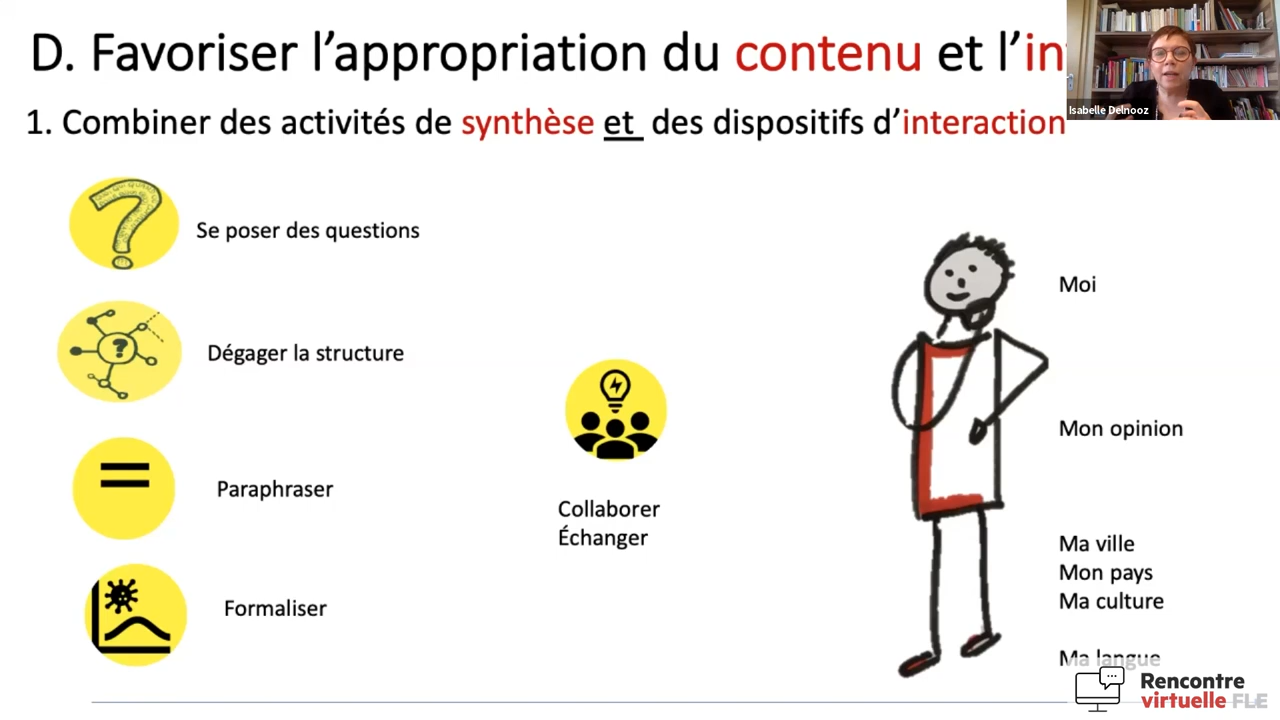 D. Favoriser l’appropriation du contenu et l’in
Isabelle Delnooz
1. Combiner des activités de synthèse et des dispositifs d’interaction
?
Se poser des questions
Moi
?
Dégager la structure
Mon opinion
Paraphraser
Collaborer
Échanger
Ma ville
Mon pays
Ma culture
Formaliser
Ma langue
Rencontre
virtuelle FLE